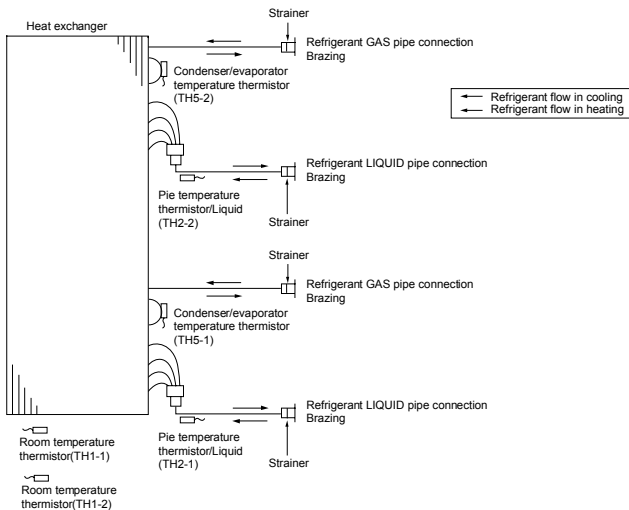 Strainer
Heat exchanger
Refrigerant GAS pipe connection
Brazing
Condenser/evaporator
temperature thermistor
(TH5-2)
Refrigerant flow in cooling
Refrigerant flow in heating
Refrigerant LIQUID pipe connection
Brazing
Pie temperature
thermistor/Liquid
(TH2-2)
Strainer
Strainer
Refrigerant GAS pipe connection
Brazing
Condenser/evaporator
temperature thermistor
(TH5-1)
Refrigerant LIQUID pipe connection
Brazing
Room temperature
thermistor(TH1-1)
Pie temperature
thermistor/Liquid
(TH2-1)
Strainer
Room temperature
thermistor(TH1-2)